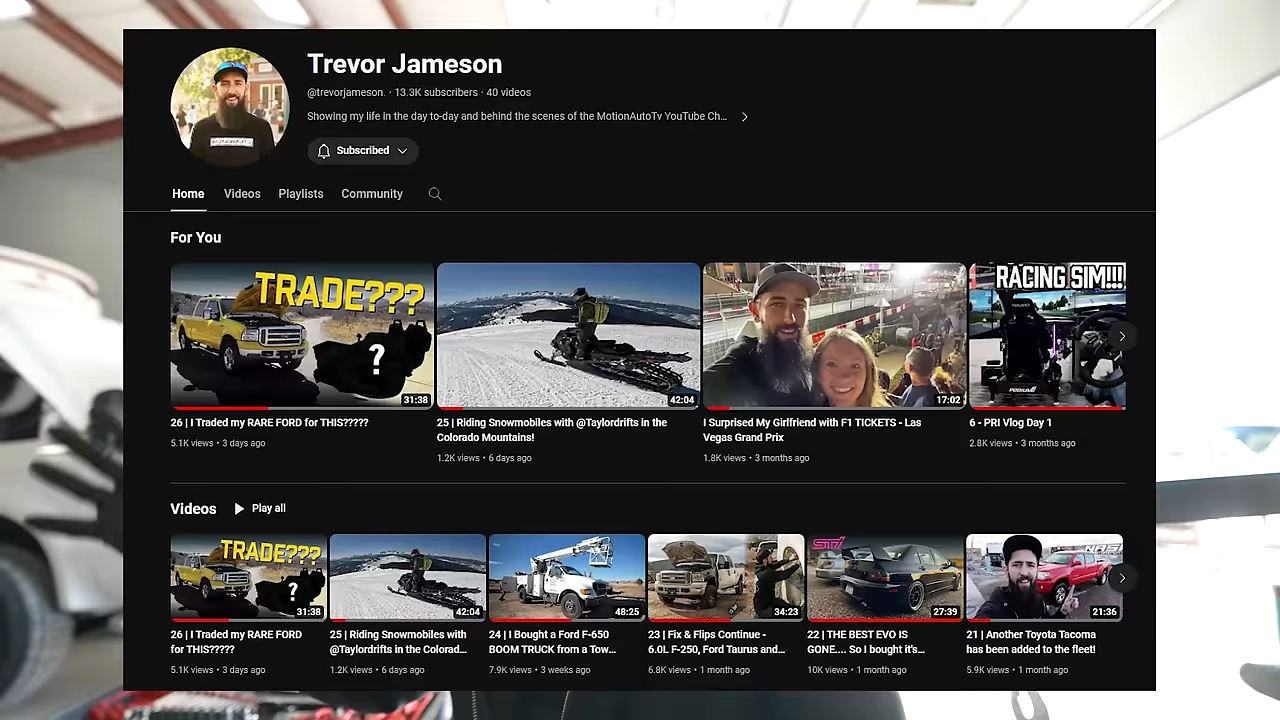 Trevor Jameson
@trevorjameson. · 13.3K subscribers · 40 videos
Showing my life in the day to-day and behind the scenes of the MotionAutoTv YouTube Ch...
Subscribed
Home Videos Playlists Community
For You
TRADE???
?
31:38
42:04
17:02
RACING SIM!!!
PODIUM
26 | I Traded my RARE FORD for THIS?????
5.1K views • 3 days ago
25 | Riding Snowmobiles with @Taylordrifts in the
Colorado Mountains!
1.2K views • 6 days ago
I Surprised My Girlfriend with F1 TICKETS - Las
Vegas Grand Prix
1.8K views • 3 months ago
6 - PRI Vlog Day 1
2.8K views • 3 months ago
Videos Play all
TRADE???
?
31:38
42:04
48:25
34:23
STI
27:39
21:36
26 | I Traded my RARE FORD
for THIS?????
5.1K views • 3 days ago
25 | Riding Snowmobiles with
@Taylordrifts in the Colorad...
1.2K views • 6 days ago
24 | I Bought a Ford F-650
BOOM TRUCK from a Tow...
7.9K views • 3 weeks ago
23 | Fix & Flips Continue -
6.0L F-250, Ford Taurus and...
6.8K views • 1 month ago
22 | THE BEST EVO IS
GONE.... So I bought it's...
10K views • 1 month ago
21 | Another Toyota Tacoma
has been added to the fleet!
5.9K views • 1 month ago